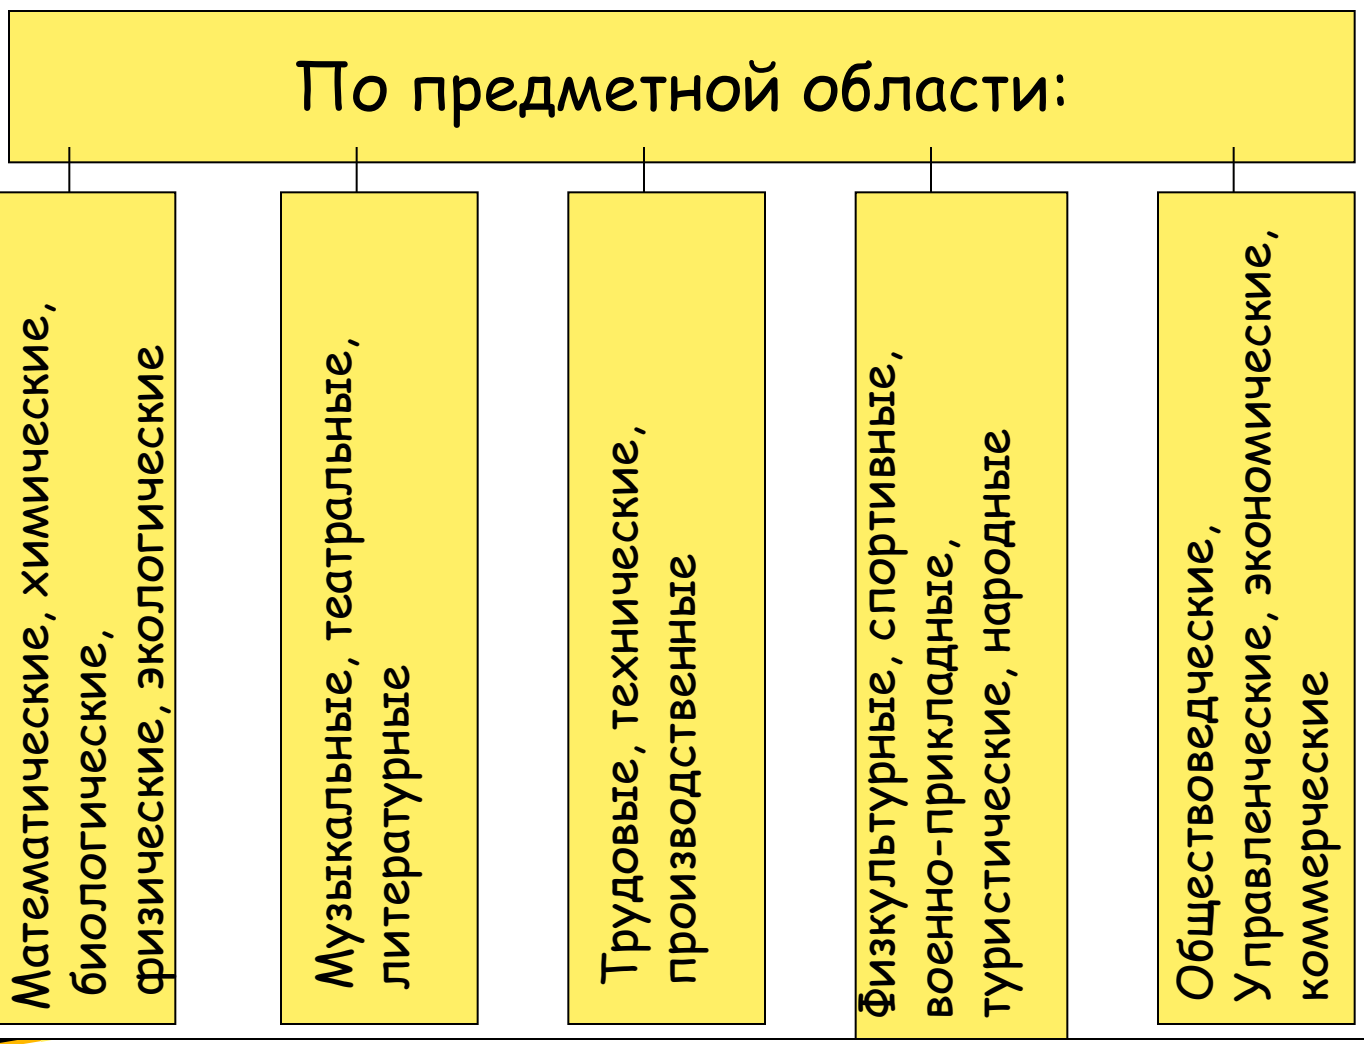 По предметной области:
Математические, химические,
биологические,
физические, экологические
Музыкальные, театральные,
литературные
Трудовые, технические,
производственные
Физкультурные, спортивные,
военно-прикладные,
туристические, народные
Обществоведческие,
Управленческие, экономические,
коммерческие